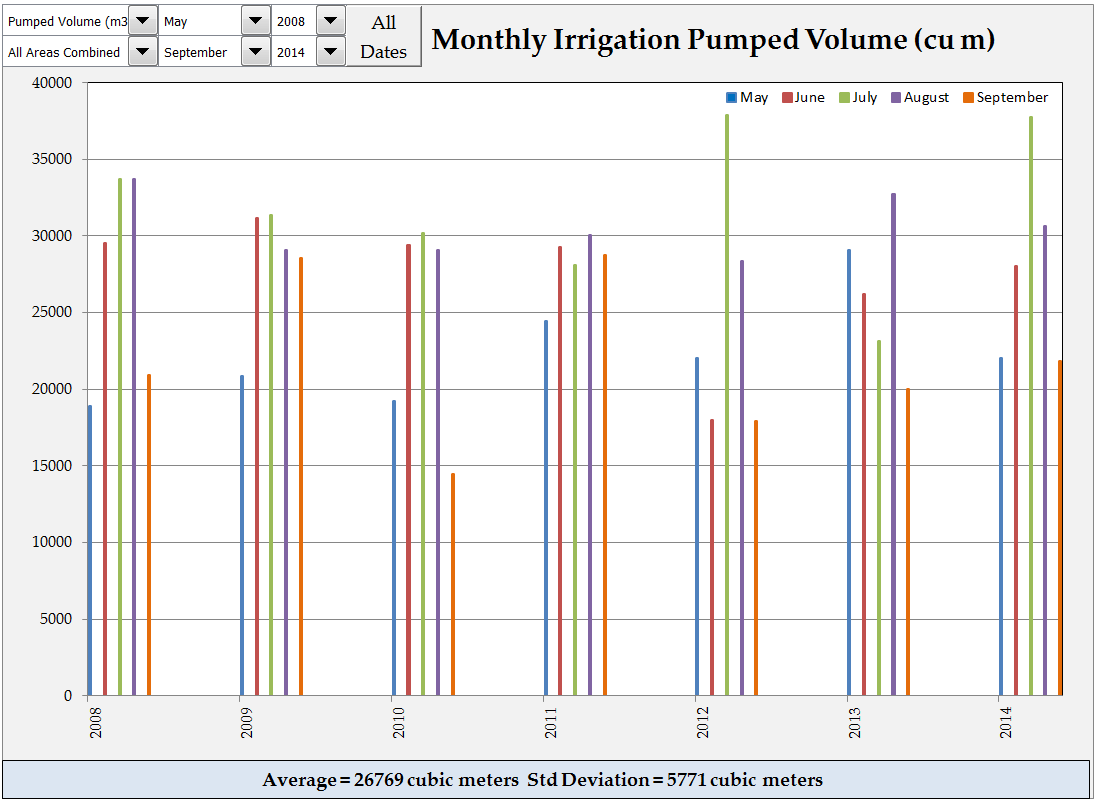 Pumped Volume (m3 May 2008 All
All Areas Combined September 2014 Dates
Monthly Irrigation Pumped Volume (cu m)
40000
May June July August September
35000
30000
25000
20000
15000
10000
5000
0
2008 2009 2010 2011 2012 2013 2014
Average = 26769 cubic meters Std Deviation = 5771 cubic meters